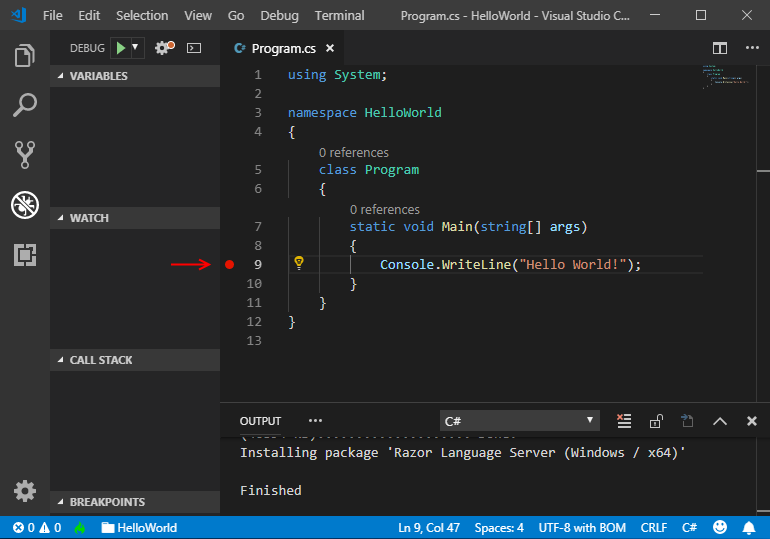 File Edit Selection View Go Debug Terminal Program.cs - HelloWorld - Visual Studio C...
DEBUG
Program.cs
VARIABLES
WATCH
CALL STACK
BREAKPOINTS
1 using System;
2
3 namespace HelloWorld
4 {
0 references
5 class Program
6 {
0 references
7 static void Main(string[] args)
8 {
9 Console.WriteLine("Hello World!");
10 }
11 }
12 }
13
OUTPUT C#
Installing package 'Razor Language Server (Windows / x64)'
Finished
0 0 HelloWorld Ln 9, Col 47 Spaces: 4 UTF-8 with BOM CRLF C#